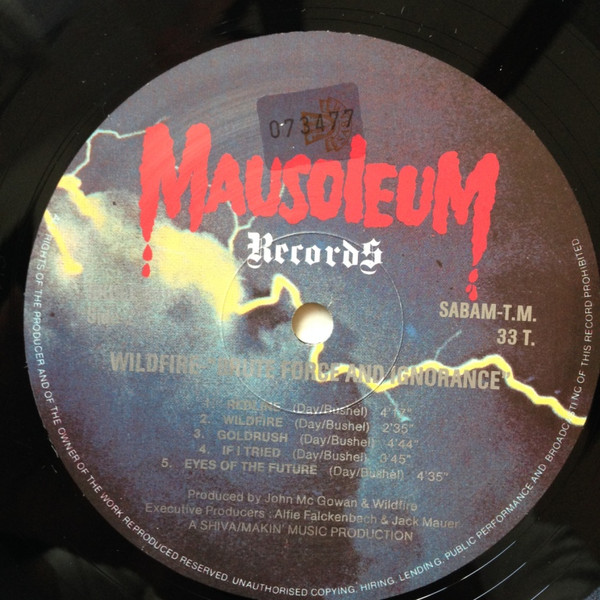 073477
MAUSOLEUM
Records
SABAM-T.M.
33 T.
WILDFIRE "BRUTE FORCE AND IGNORANCE"
1. REDLINE (Day/Bushel)
2. WILDFIRE (Day/Bushel) 2'35"
3. GOLDRUSH (Day/Bushel) 4'44"
4. IF I TRIED (Day/Bushel) 3'45"
5. EYES OF THE FUTURE (Day/Bushel) 4'35"
Produced by John Mc Gowan & Wildfire
Executive Producers : Alfie Falckenbach & Jack Mauer
A SHIVA/MAKIN' MUSIC PRODUCTION
RIGHTS OF THE PRODUCER AND OF THE OWNER OF THE WORK REPRODUCED RESERVED. UNAUTHORISED COPYING, HIRING, LENDING, PUBLIC PERFORMANCE AND BROADCASTING OF THIS RECORD PROHIBITED